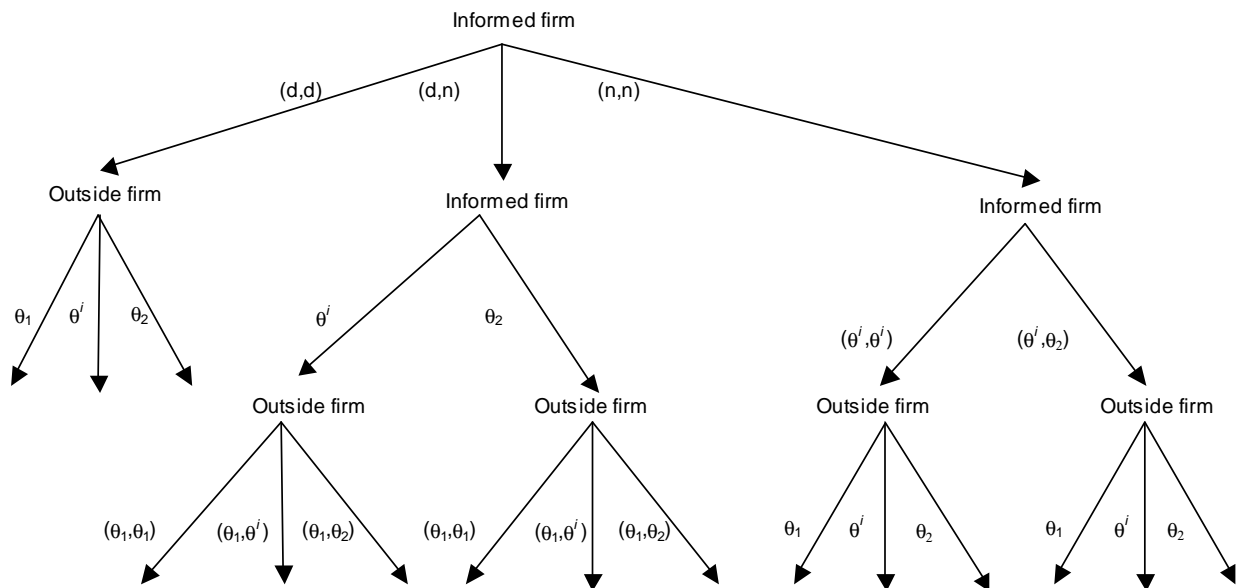 Informed firm
(d,d) (d,n) (n,n)
Outside firm Informed firm Informed firm
θ₁ θⁱ θ₂ θⁱ θ₂ (θⁱ,θⁱ) (θⁱ,θ₂)
Outside firm Outside firm Outside firm Outside firm
(θ₁,θ₁) (θ₁,θⁱ) (θ₁,θ₂) (θ₁,θ₁) (θ₁,θⁱ) (θ₁,θ₂) θ₁ θⁱ θ₂ θ₁ θⁱ θ₂